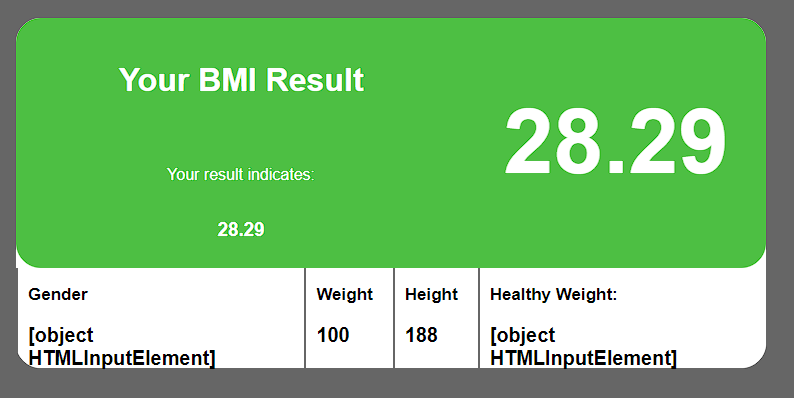 Your BMI Result
28.29
Your result indicates:
28.29
Gender
[object
HTMLInputElement]
Weight
100
Height
188
Healthy Weight:
[object
HTMLInputElement]